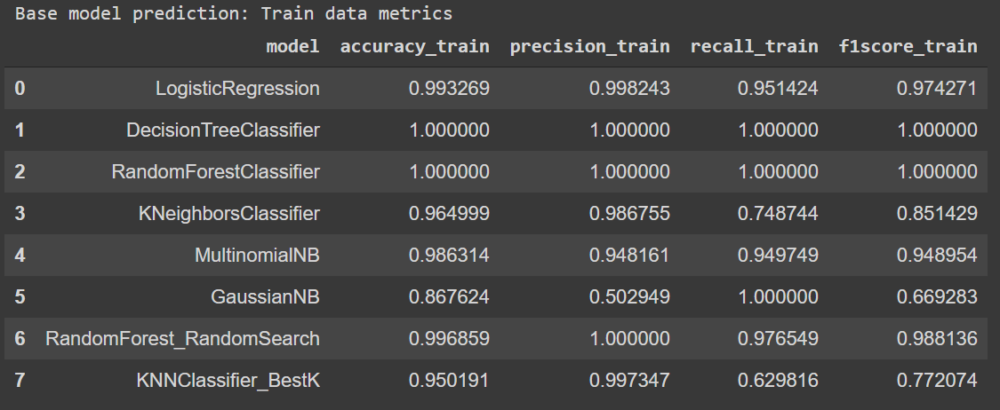 Base model prediction: Train data metrics
model accuracy_train precision_train recall_train f1score_train
0 LogisticRegression 0.993269 0.998243 0.951424 0.974271
1 DecisionTreeClassifier 1.000000 1.000000 1.000000 1.000000
2 RandomForestClassifier 1.000000 1.000000 1.000000 1.000000
3 KNeighborsClassifier 0.964999 0.986755 0.748744 0.851429
4 MultinomialNB 0.986314 0.948161 0.949749 0.948954
5 GaussianNB 0.867624 0.502949 1.000000 0.669283
6 RandomForest_RandomSearch 0.996859 1.000000 0.976549 0.988136
7 KNNClassifier_BestK 0.950191 0.997347 0.629816 0.772074